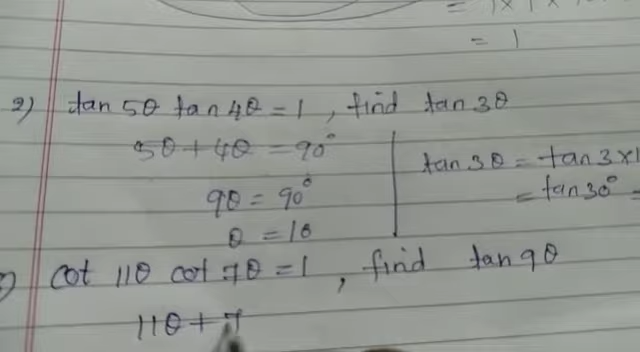 = 1
2) tan 5θ tan 4θ = 1, find tan 3θ
5θ + 4θ = 90°
9θ = 90°
θ = 10
tan 3θ = tan 3×1
= tan 30° =
cot 11θ cot 7θ = 1, find tan 9θ
11θ + 7